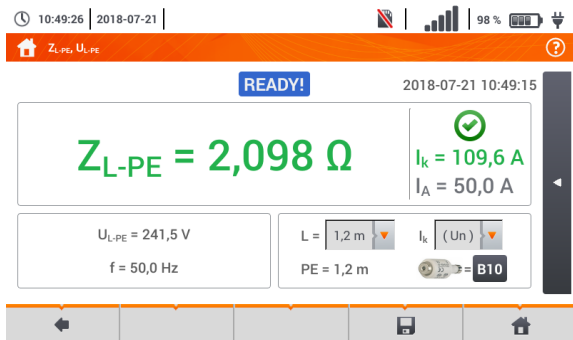 10:49:26 2018-07-21 98 %
ZL-PE, UL-PE ?
READY! 2018-07-21 10:49:15
ZL-PE = 2,098 Ω
Ik = 109,6 A
IA = 50,0 A
UL-PE = 241,5 V
f = 50,0 Hz
L = 1,2 m Ik (Un)
PE = 1,2 m = B10